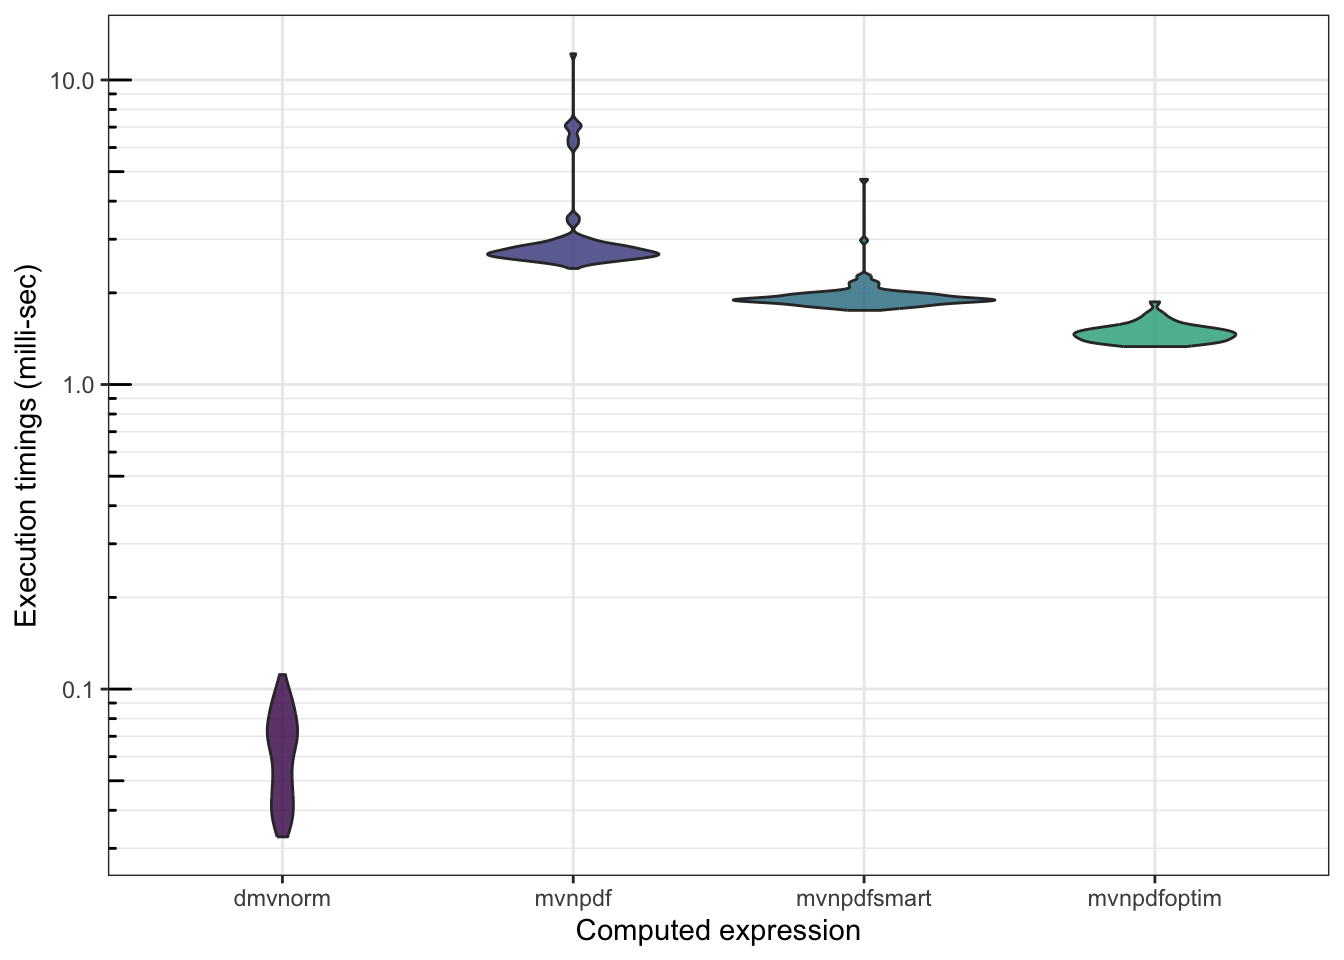 Execution timings (milli-sec)
10.0
1.0
0.1
dmvnorm mvnpdf mvnpdfsmart mvnpdfoptim
Computed expression